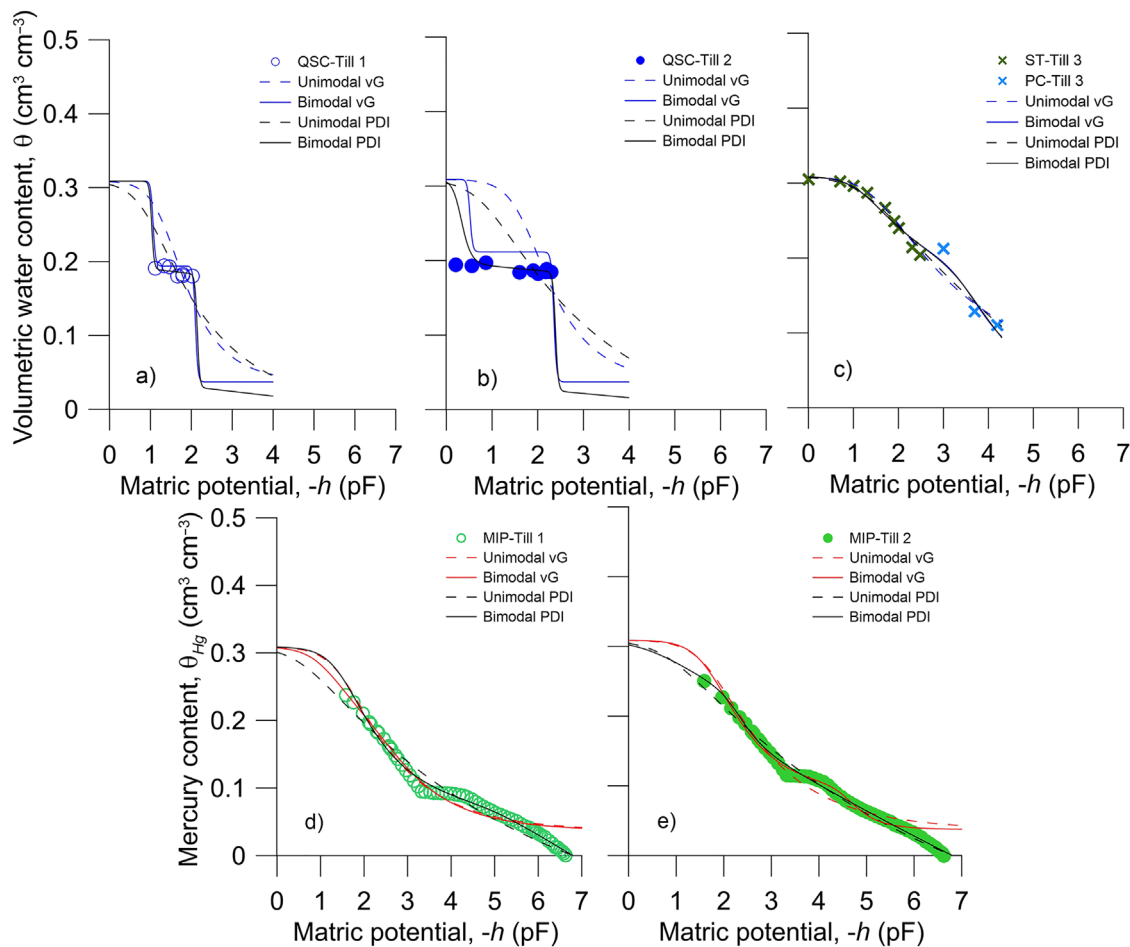 0.5
0.4
0.3
0.2
0.1
0
Volumetric water content, θ (cm³ cm⁻³)
QSC-Till 1
Unimodal vG
Bimodal vG
Unimodal PDI
Bimodal PDI
a)
0 1 2 3 4 5 6 7
Matric potential, -h (pF)
QSC-Till 2
Unimodal vG
Bimodal vG
Unimodal PDI
Bimodal PDI
b)
0 1 2 3 4 5 6 7
Matric potential, -h (pF)
ST-Till 3
PC-Till 3
Unimodal vG
Bimodal vG
Unimodal PDI
Bimodal PDI
c)
0 1 2 3 4 5 6 7
Matric potential, -h (pF)
0.5
0.4
0.3
0.2
0.1
0
Mercury content, θHg (cm³ cm⁻³)
MIP-Till 1
Unimodal vG
Bimodal vG
Unimodal PDI
Bimodal PDI
d)
0 1 2 3 4 5 6 7
Matric potential, -h (pF)
MIP-Till 2
Unimodal vG
Bimodal vG
Unimodal PDI
Bimodal PDI
e)
0 1 2 3 4 5 6 7
Matric potential, -h (pF)